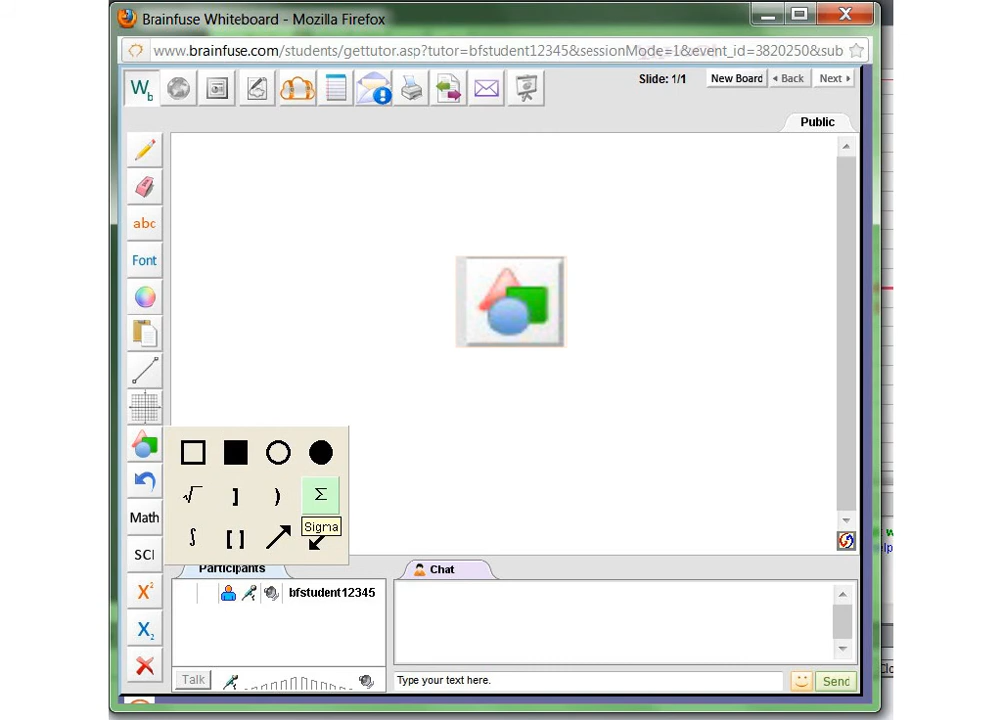 Brainfuse Whiteboard - Mozilla Firefox
www.brainfuse.com/students/gettutor.asp?tutor=bfstudent12345&sessionMode=1&event_id=3820250&sub
Wb
Slide: 1/1 New Board Back Next
Public
abc
Font
√ ] ) Σ
Sigma
∫ [ ]
Math
SCI
X²
X₂
Participants
Chat
bfstudent12345
Talk
Type your text here.
Send